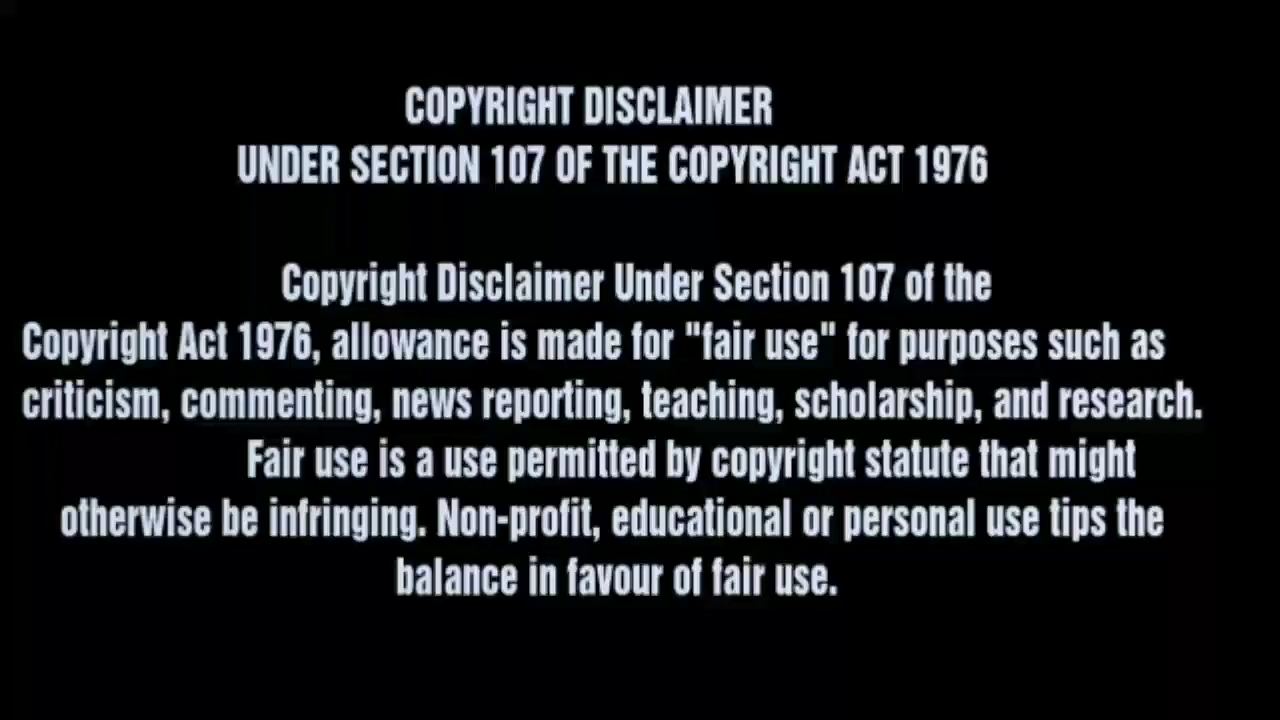 COPYRIGHT DISCLAIMER
UNDER SECTION 107 OF THE COPYRIGHT ACT 1976
Copyright Disclaimer Under Section 107 of the
Copyright Act 1976, allowance is made for "fair use" for purposes such as
criticism, commenting, news reporting, teaching, scholarship, and research.
Fair use is a use permitted by copyright statute that might
otherwise be infringing. Non-profit, educational or personal use tips the
balance in favour of fair use.